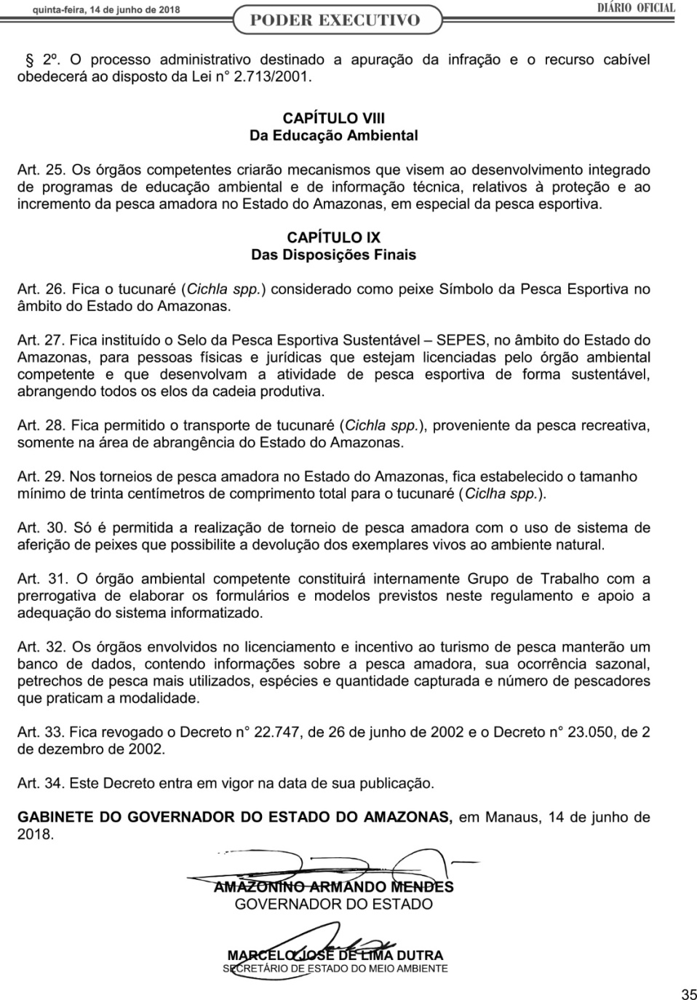 quinta-feira, 14 de junho de 2018
PODER EXECUTIVO
DIÁRIO OFICIAL
§ 2º. O processo administrativo destinado a apuração da infração e o recurso cabível
obedecerá ao disposto da Lei n° 2.713/2001.
CAPÍTULO VIII
Da Educação Ambiental
Art. 25. Os órgãos competentes criarão mecanismos que visem ao desenvolvimento integrado
de programas de educação ambiental e de informação técnica, relativos à proteção e ao
incremento da pesca amadora no Estado do Amazonas, em especial da pesca esportiva.
CAPÍTULO IX
Das Disposições Finais
Art. 26. Fica o tucunaré (Cichla spp.) considerado como peixe Símbolo da Pesca Esportiva no
âmbito do Estado do Amazonas.
Art. 27. Fica instituído o Selo da Pesca Esportiva Sustentável – SEPES, no âmbito do Estado do
Amazonas, para pessoas físicas e jurídicas que estejam licenciadas pelo órgão ambiental
competente e que desenvolvam a atividade de pesca esportiva de forma sustentável,
abrangendo todos os elos da cadeia produtiva.
Art. 28. Fica permitido o transporte de tucunaré (Cichla spp.), proveniente da pesca recreativa,
somente na área de abrangência do Estado do Amazonas.
Art. 29. Nos torneios de pesca amadora no Estado do Amazonas, fica estabelecido o tamanho
mínimo de trinta centímetros de comprimento total para o tucunaré (Ciclha spp.).
Art. 30. Só é permitida a realização de torneio de pesca amadora com o uso de sistema de
aferição de peixes que possibilite a devolução dos exemplares vivos ao ambiente natural.
Art. 31. O órgão ambiental competente constituirá internamente Grupo de Trabalho com a
prerrogativa de elaborar os formulários e modelos previstos neste regulamento e apoio a
adequação do sistema informatizado.
Art. 32. Os órgãos envolvidos no licenciamento e incentivo ao turismo de pesca manterão um
banco de dados, contendo informações sobre a pesca amadora, sua ocorrência sazonal,
petrechos de pesca mais utilizados, espécies e quantidade capturada e número de pescadores
que praticam a modalidade.
Art. 33. Fica revogado o Decreto n° 22.747, de 26 de junho de 2002 e o Decreto n° 23.050, de 2
de dezembro de 2002.
Art. 34. Este Decreto entra em vigor na data de sua publicação.
GABINETE DO GOVERNADOR DO ESTADO DO AMAZONAS, em Manaus, 14 de junho de
2018.
AMAZONINO ARMANDO MENDES
GOVERNADOR DO ESTADO
MARCELO JOSÉ DE LIMA DUTRA
SECRETÁRIO DE ESTADO DO MEIO AMBIENTE
35